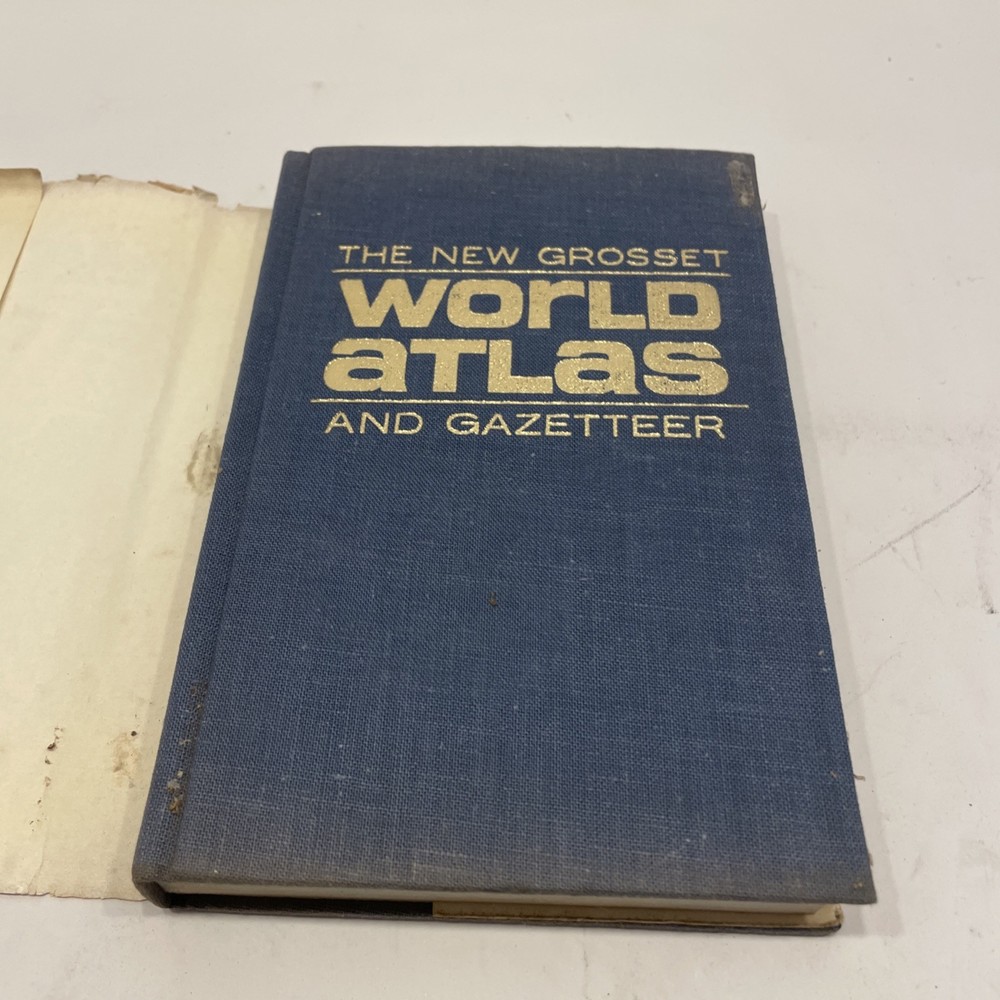 THE NEW GROSSET
WORLD
ATLAS
AND GAZETTEER